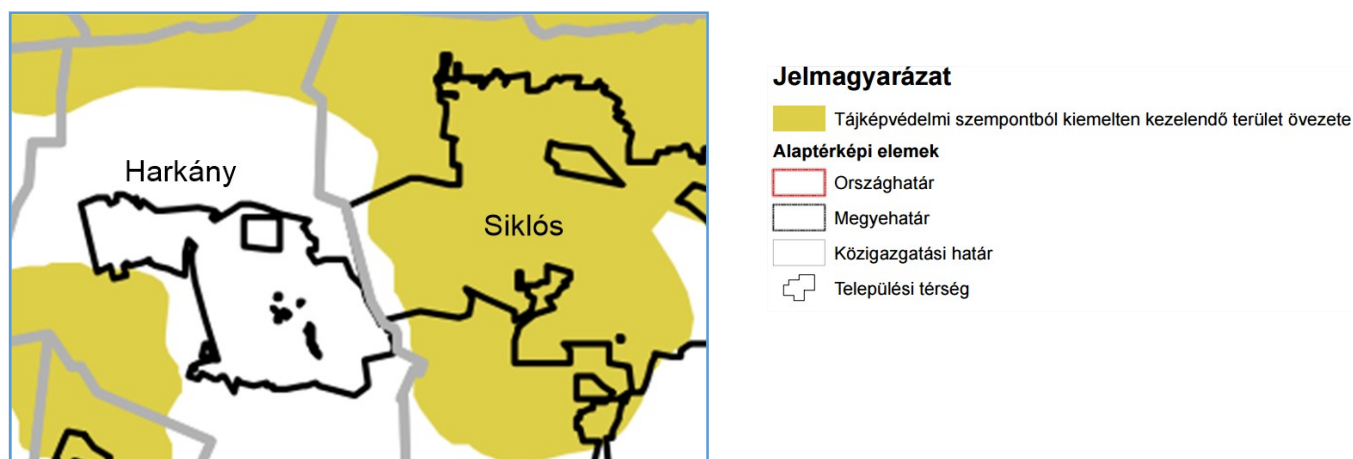 Harkány
Siklós
Jelmagyarázat
Tájképvédelmi szempontból kiemelten kezelendő terület övezete
Alaptérképi elemek
Országhatár
Megyehatár
Közigazgatási határ
Települési térség